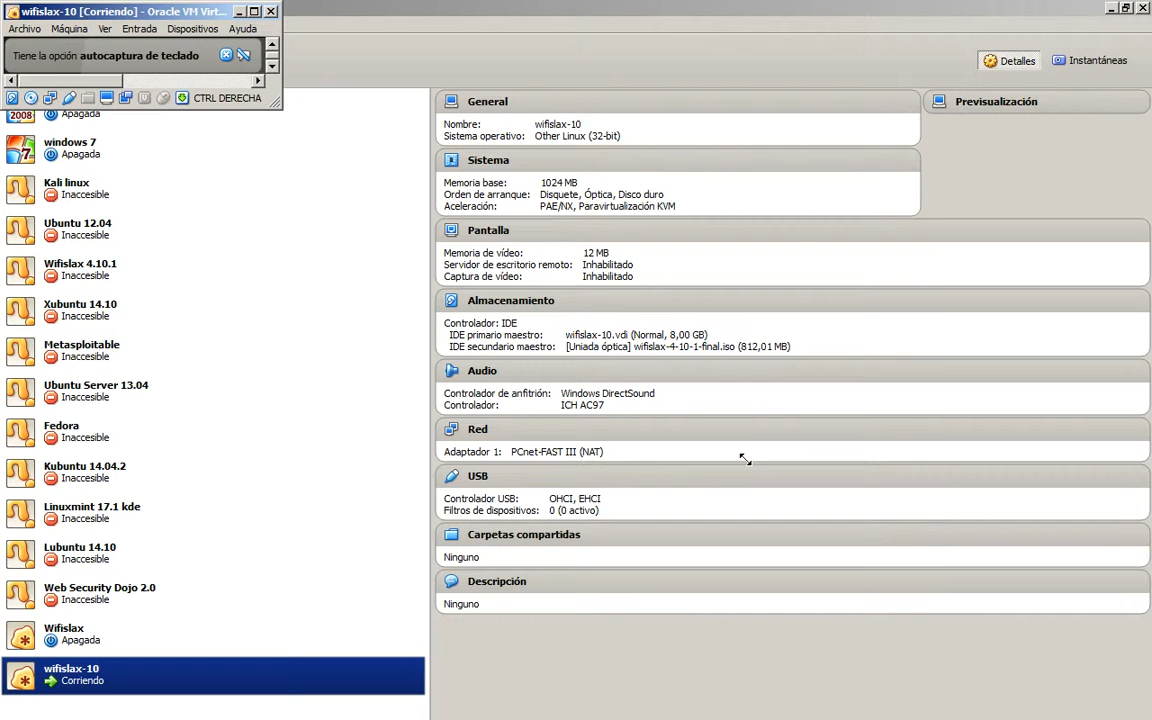 wifislax-10 [Corriendo] - Oracle VM Virt...
Archivo Máquina Ver Entrada Dispositivos Ayuda
Tiene la opción autocaptura de teclado
CTRL DERECHA
Detalles Instantáneas
2008 Apagada
windows 7
Apagada
Kali linux
Inaccesible
Ubuntu 12.04
Inaccesible
Wifislax 4.10.1
Inaccesible
Xubuntu 14.10
Inaccesible
Metasploitable
Inaccesible
Ubuntu Server 13.04
Inaccesible
Fedora
Inaccesible
Kubuntu 14.04.2
Inaccesible
Linuxmint 17.1 kde
Inaccesible
Lubuntu 14.10
Inaccesible
Web Security Dojo 2.0
Inaccesible
Wifislax
Apagada
wifislax-10
Corriendo
General
Nombre: wifislax-10
Sistema operativo: Other Linux (32-bit)
Sistema
Memoria base: 1024 MB
Orden de arranque: Disquete, Óptica, Disco duro
Aceleración: PAE/NX, Paravirtualización KVM
Pantalla
Memoria de vídeo: 12 MB
Servidor de escritorio remoto: Inhabilitado
Captura de vídeo: Inhabilitado
Almacenamiento
Controlador: IDE
IDE primario maestro: wifislax-10.vdi (Normal, 8,00 GB)
IDE secundario maestro: [Uniada óptica] wifislax-4-10-1-final.iso (812,01 MB)
Audio
Controlador de anfitrión: Windows DirectSound
Controlador: ICH AC97
Red
Adaptador 1: PCnet-FAST III (NAT)
USB
Controlador USB: OHCI, EHCI
Filtros de dispositivos: 0 (0 activo)
Carpetas compartidas
Ninguno
Descripción
Ninguno
Previsualización